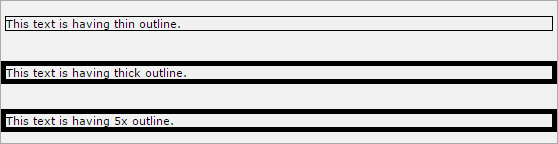 This text is having thin outline.
This text is having thick outline.
This text is having 5x outline.